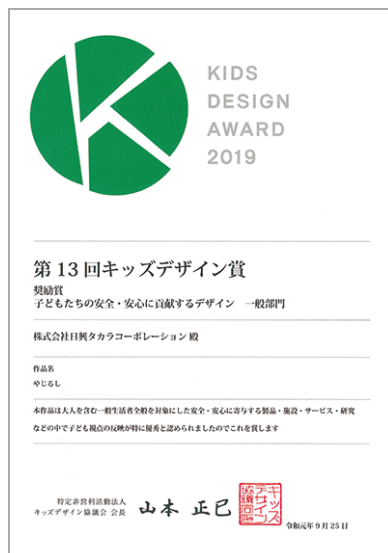 KIDS
DESIGN
AWARD
2019
第13回キッズデザイン賞
奨励賞
子どもたちの安全・安心に貢献するデザイン　一般部門
株式会社日興タカラコーポレーション 殿
作品名
やじるし
本作品は大人を含む一般生活者全般を対象にした安全・安心に寄与する製品・施設・サービス・研究
などの中で子ども視点の反映が特に優秀と認められましたのでこれを賞します
特定非営利活動法人
キッズデザイン協議会 会長
山本 正已
キッズ
デザイン
協議会
令和元年9月25日